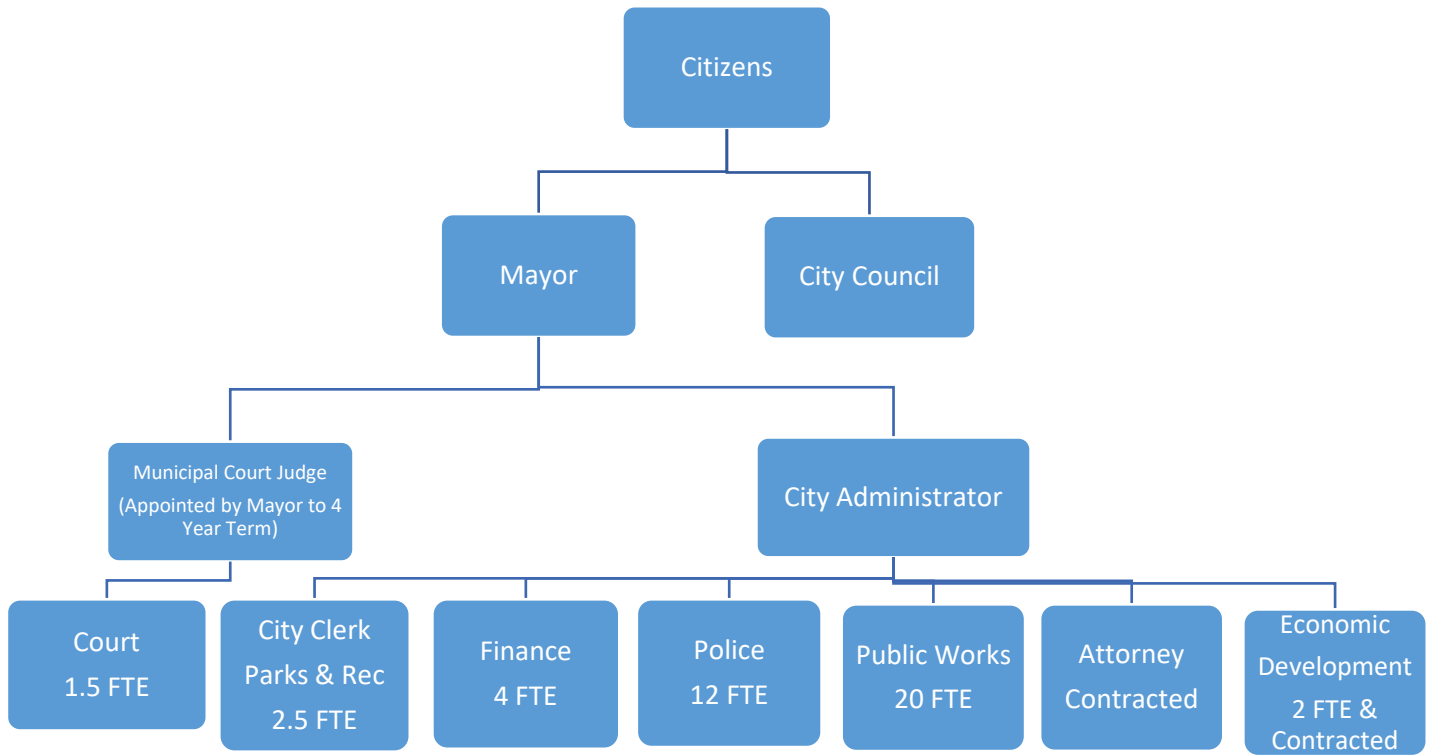 Citizens
Mayor
City Council
Municipal Court Judge
(Appointed by Mayor to 4
Year Term)
City Administrator
Court
1.5 FTE
City Clerk
Parks & Rec
2.5 FTE
Finance
4 FTE
Police
12 FTE
Public Works
20 FTE
Attorney
Contracted
Economic
Development
2 FTE &
Contracted